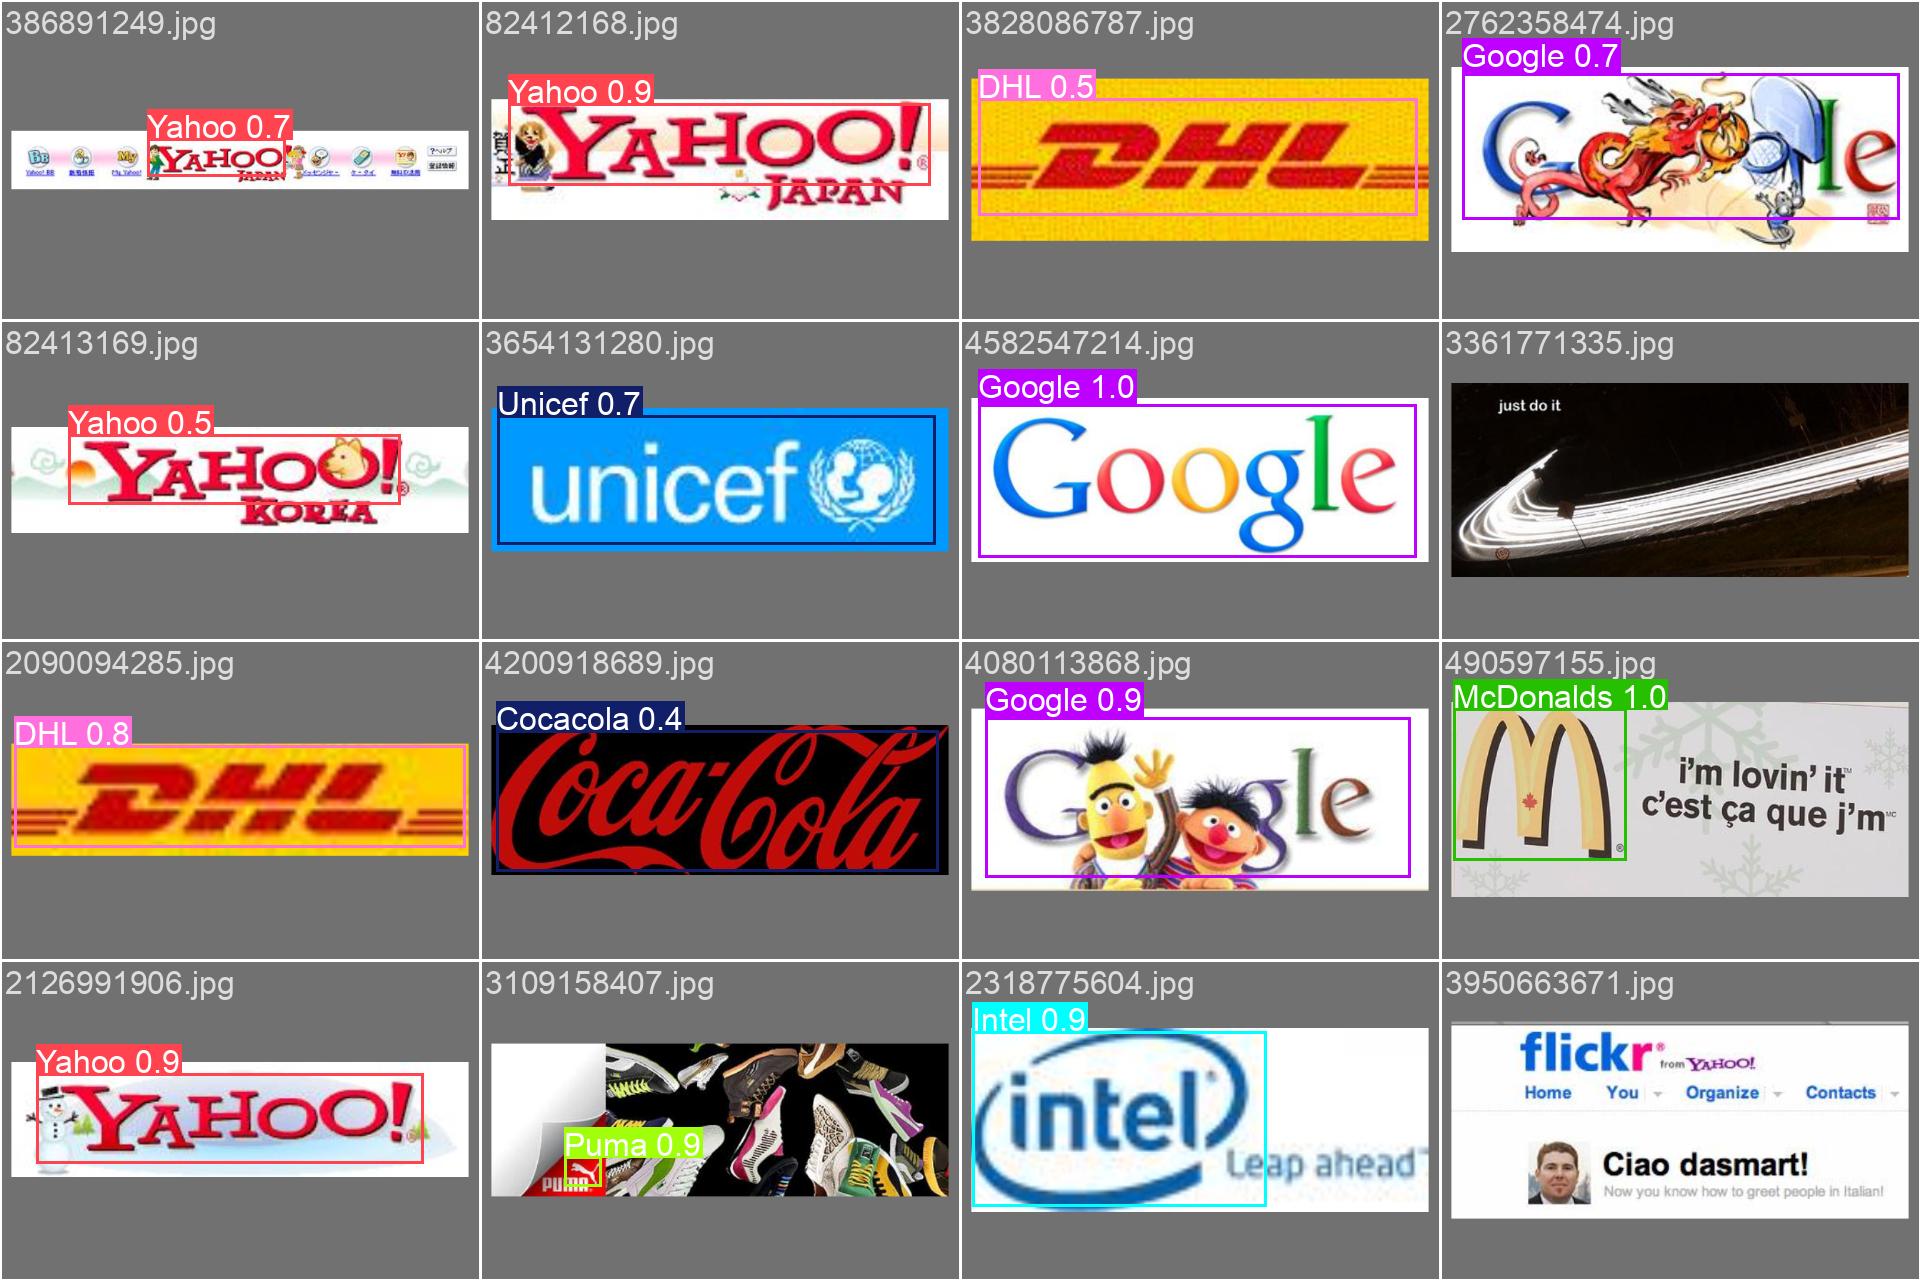 386891249.jpg
Yahoo 0.7
Yahoo! BB
My Yahoo!
YAHOO!
JAPAN
82412168.jpg
Yahoo 0.9
YAHOO!®
JAPAN
3828086787.jpg
DHL 0.5
DHL
2762358474.jpg
Google 0.7
Google
82413169.jpg
Yahoo 0.5
YAHOO!®
KOREA
3654131280.jpg
Unicef 0.7
unicef
4582547214.jpg
Google 1.0
Google
3361771335.jpg
just do it
2090094285.jpg
DHL 0.8
DHL
4200918689.jpg
Cocacola 0.4
Coca-Cola
4080113868.jpg
Google 0.9
Google
490597155.jpg
McDonalds 1.0
i'm lovin' it™
c'est ça que j'm MC
®
2126991906.jpg
Yahoo 0.9
YAHOO!®
3109158407.jpg
Puma 0.9
PUMA
2318775604.jpg
Intel 0.9
intel
Leap ahead™
3950663671.jpg
flickr® from YAHOO!
Home You Organize Contacts
Ciao dasmart!
Now you know how to greet people in Italian!